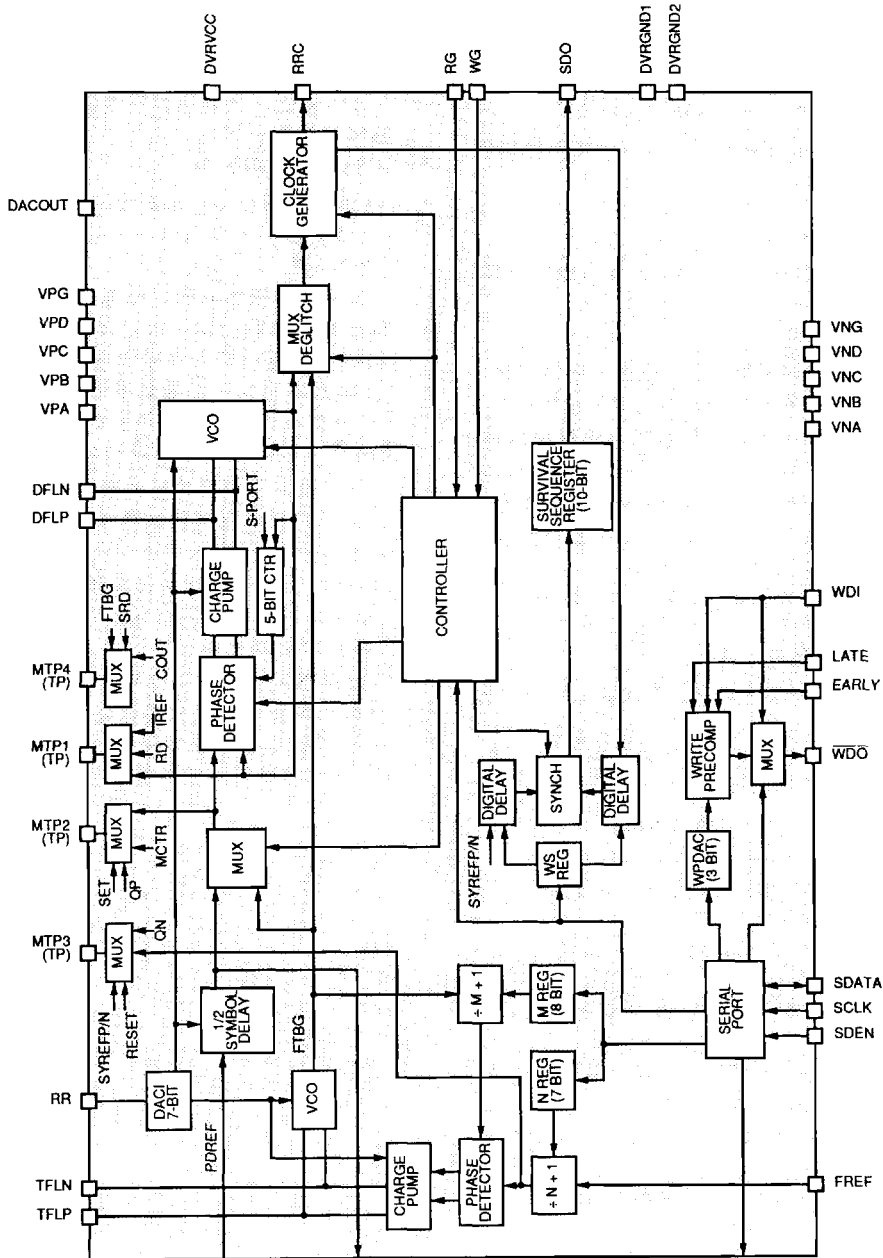 DVRVCC
RRC
RG
WG
SDO
DVRGND1
DVRGND2
DACOUT
VPG
VPD
VPC
VPB
VPA
DFLN
DFLP
MTP4
(TP)
MTP1
(TP)
MTP2
(TP)
MTP3
(TP)
RR
TFLN
TFLP
CLOCK
GENERATOR
MUX
DEGLITCH
VCO
S-PORT
CHARGE
PUMP
5-BIT CTR
PHASE
DETECTOR
FTBG
SRD
MUX
COUT
IREF
MUX
RD
MUX
MCTR
SET
QP
MUX
QN
MUX
SYREFP/N
RESET
1/2
SYMBOL
DELAY
DACI
7-BIT
PDREF
FTBG
VCO
CHARGE
PUMP
PHASE
DETECTOR
÷ M + 1
M REG
(8 BIT)
N REG
(7 BIT)
÷ N + 1
CONTROLLER
SURVIVAL
SEQUENCE
REGISTER
(10-BIT)
DIGITAL
DELAY
SYNCH
DIGITAL
DELAY
SYREFP/N
WS
REG
WRITE
PRECOMP
MUX
WPDAC
(3 BIT)
SERIAL
PORT
VNG
VND
VNC
VNB
VNA
WDI
LATE
EARLY
WDO
SDATA
SCLK
SDEN
FREF